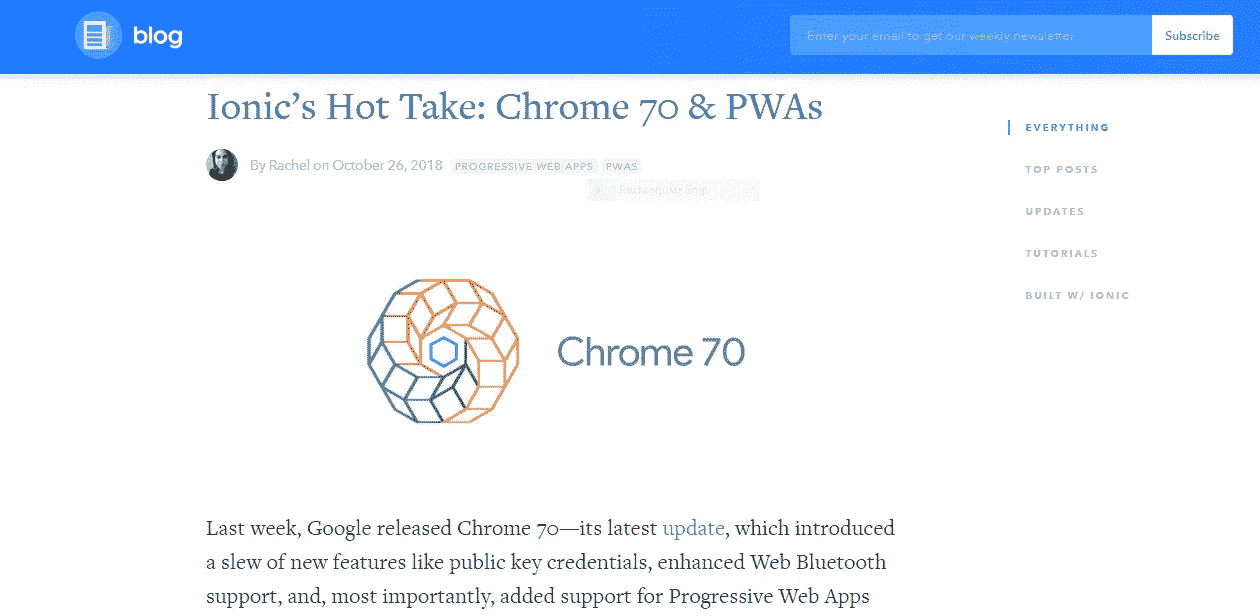 blog
Enter your email to get our weekly newsletter
Subscribe
Ionic’s Hot Take: Chrome 70 & PWAs
By Rachel on October 26, 2018 PROGRESSIVE WEB APPS PWAS
Rectangular Snip
EVERYTHING
TOP POSTS
UPDATES
TUTORIALS
BUILT W/ IONIC
Chrome 70
Last week, Google released Chrome 70—its latest update, which introduced
a slew of new features like public key credentials, enhanced Web Bluetooth
support, and, most importantly, added support for Progressive Web Apps